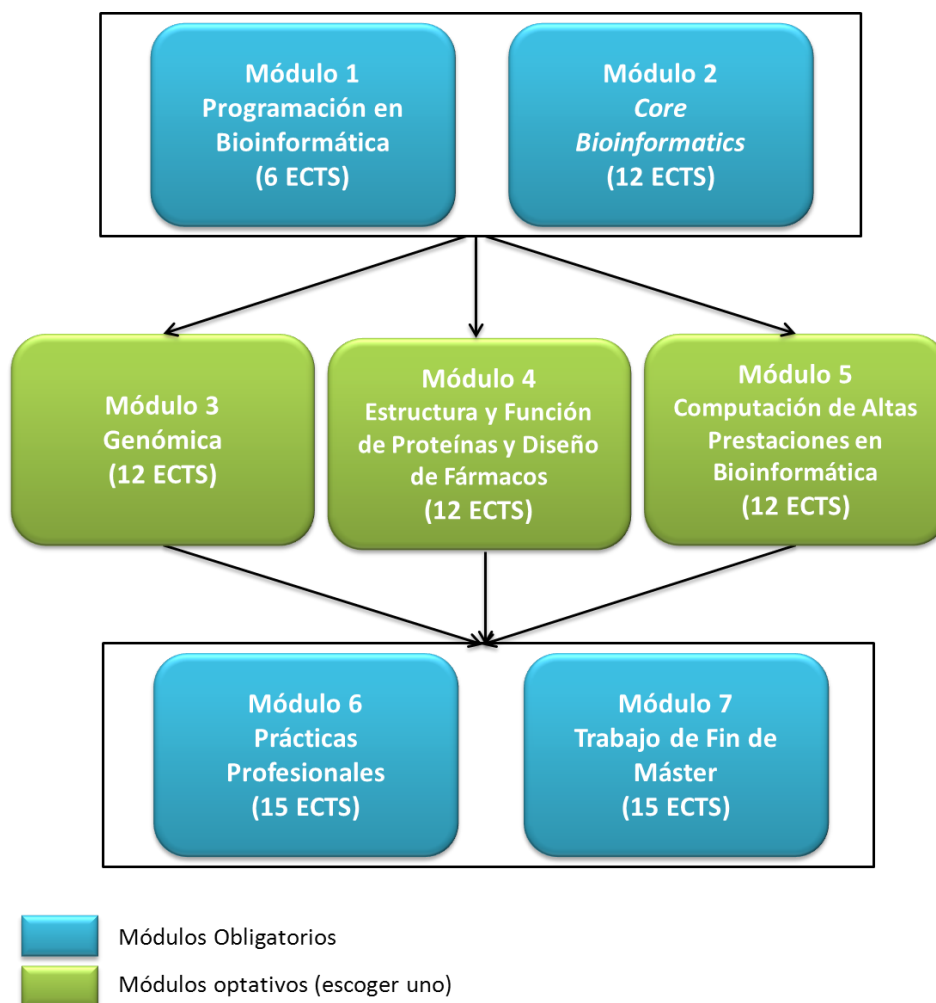 Módulo 1
Programación en
Bioinformática
(6 ECTS)
Módulo 2
Core
Bioinformatics
(12 ECTS)
Módulo 3
Genómica
(12 ECTS)
Módulo 4
Estructura y Función
de Proteínas y Diseño
de Fármacos
(12 ECTS)
Módulo 5
Computación de Altas
Prestaciones en
Bioinformática
(12 ECTS)
Módulo 6
Prácticas
Profesionales
(15 ECTS)
Módulo 7
Trabajo de Fin de
Máster
(15 ECTS)
Módulos Obligatorios
Módulos optativos (escoger uno)